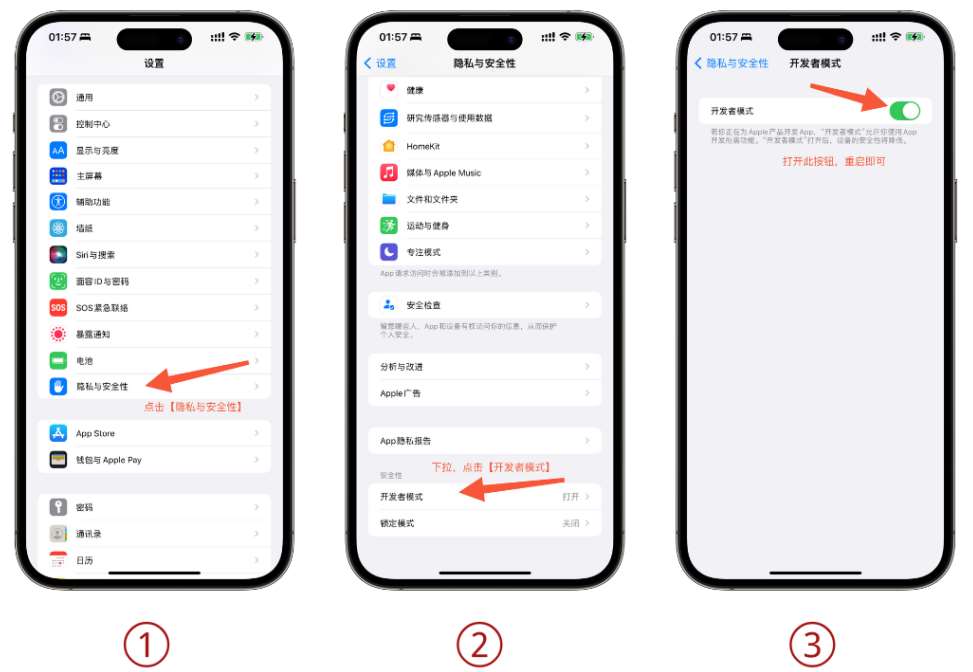 01:57
设置
通用
控制中心
AA 显示与亮度
主屏幕
辅助功能
墙纸
Siri与搜索
面容ID与密码
SOS SOS紧急联络
暴露通知
电池
隐私与安全性
点击【隐私与安全性】
App Store
钱包与 Apple Pay
密码
通讯录
日历
①
01:57
设置 隐私与安全性
健康
研究传感器与使用数据
HomeKit
媒体与 Apple Music
文件和文件夹
运动与健身
专注模式
App 请求访问时会被添加到以上类别。
安全检查
管理哪些人、App 和设备有权访问你的信息，从而保护
个人安全。
分析与改进
Apple广告
App隐私报告
下拉，点击【开发者模式】
安全性
开发者模式 打开
锁定模式 关闭
②
01:57
隐私与安全性 开发者模式
开发者模式
若你正在为 Apple 产品开发 App，“开发者模式”允许你使用 App
开发所需功能。“开发者模式”打开后，设备的安全性将降低。
打开此按钮，重启即可
③